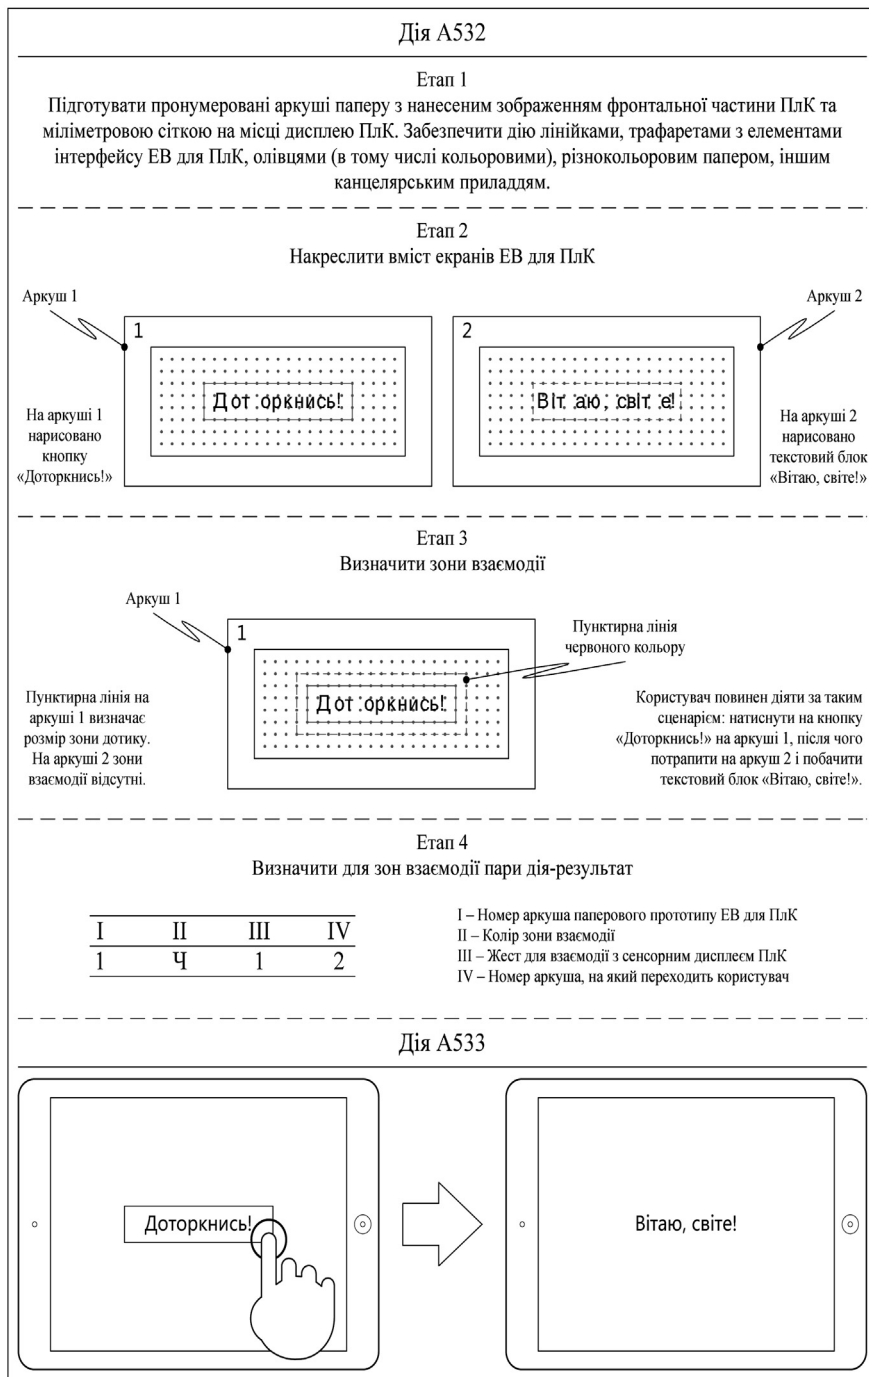 Дія А532
Етап 1
Підготувати пронумеровані аркуші паперу з нанесеним зображенням фронтальної частини ПлК та
міліметровою сіткою на місці дисплею ПлК. Забезпечити дію лінійками, трафаретами з елементами
інтерфейсу ЕВ для ПлК, олівцями (в тому числі кольоровими), різнокольоровим папером, іншим
канцелярським приладдям.
Етап 2
Накреслити вміст екранів ЕВ для ПлК
Аркуш 1
1
Дот оркнись!
На аркуші 1
нарисовано
кнопку
«Доторкнись!»
Аркуш 2
2
Віт аю, світ е!
На аркуші 2
нарисовано
текстовий блок
«Вітаю, світе!»
Етап 3
Визначити зони взаємодії
Аркуш 1
1
Дот оркнись!
Пунктирна лінія
червоного кольору
Пунктирна лінія на
аркуші 1 визначає
розмір зони дотику.
На аркуші 2 зони
взаємодії відсутні.
Користувач повинен діяти за таким
сценарієм: натиснути на кнопку
«Доторкнись!» на аркуші 1, після чого
потрапити на аркуш 2 і побачити
текстовий блок «Вітаю, світе!».
Етап 4
Визначити для зон взаємодії пари дія-результат
I II III IV
1 Ч 1 2
I – Номер аркуша паперового прототипу ЕВ для ПлК
II – Колір зони взаємодії
III – Жест для взаємодії з сенсорним дисплеєм ПлК
IV – Номер аркуша, на який переходить користувач
Дія А533
Доторкнись!
Вітаю, світе!